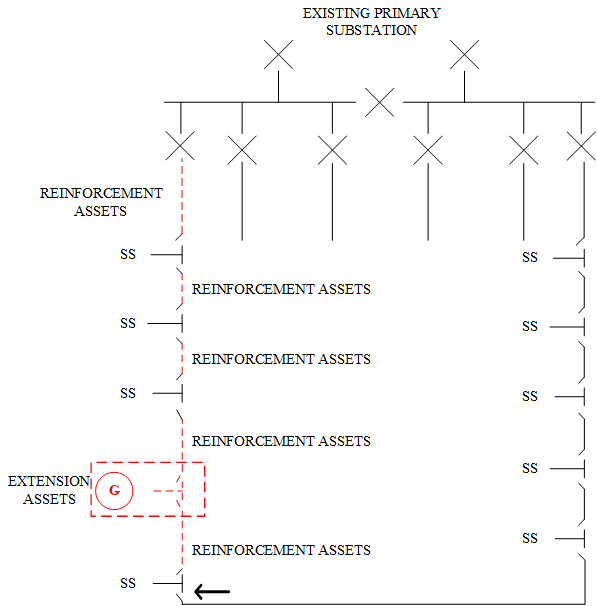 EXISTING PRIMARY
SUBSTATION
REINFORCEMENT
ASSETS
SS
SS
REINFORCEMENT ASSETS
SS
SS
REINFORCEMENT ASSETS
SS
SS
REINFORCEMENT ASSETS
SS
EXTENSION
ASSETS
G
SS
REINFORCEMENT ASSETS
SS